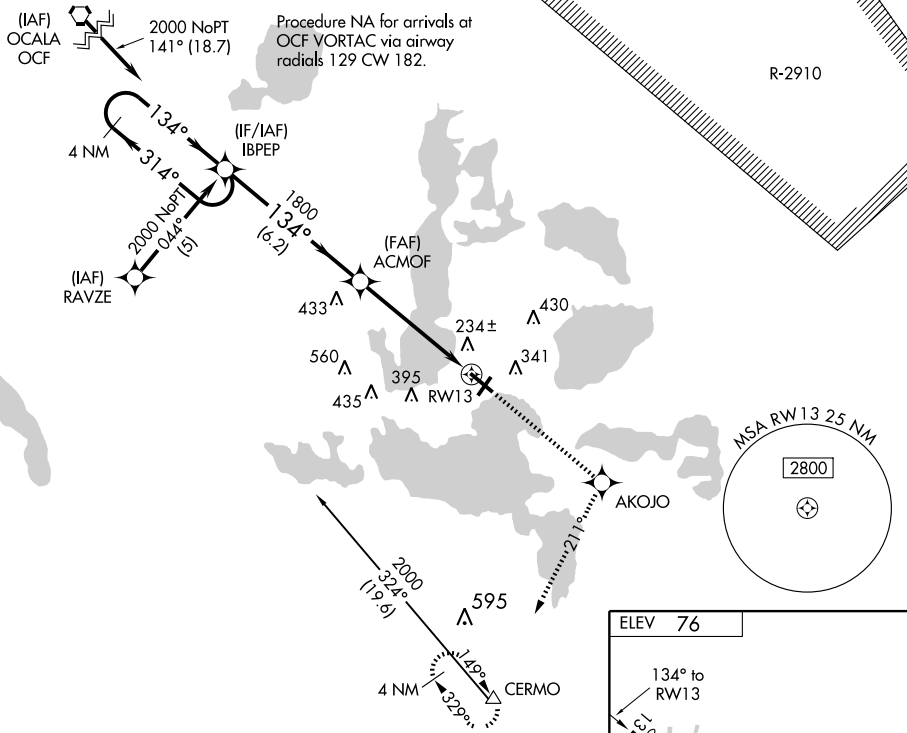 (IAF)
OCALA
OCF
2000 NoPT
141° (18.7)
Procedure NA for arrivals at
OCF VORTAC via airway
radials 129 CW 182.
R-2910
134°
4 NM
314°
(IF/IAF)
IBPEP
2000 NoPT
044°
(5)
(IAF)
RAVZE
1800
134°
(6.2)
(FAF)
ACMOF
433
234±
430
560
341
395
435
RW13
MSA RW13 25 NM
2800
AKOJO
211°
2000
324°
(19.6)
595
149°
4 NM
329°
CERMO
ELEV 76
134° to
RW13